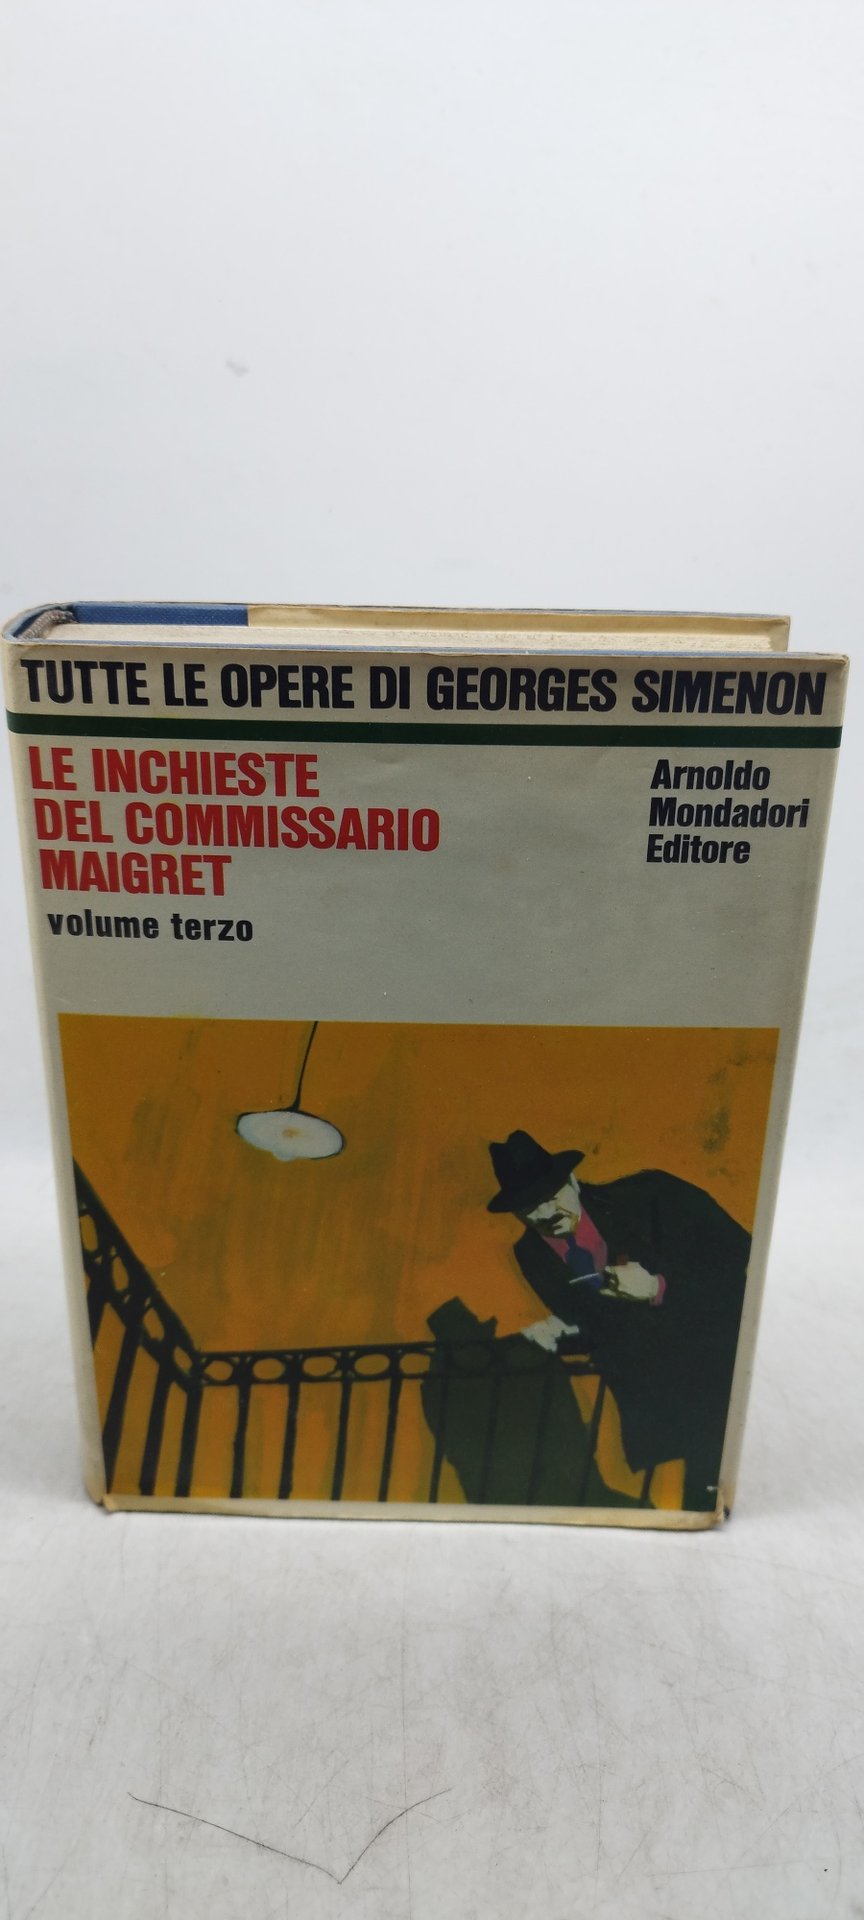 TUTTE LE OPERE DI GEORGES SIMENON
LE INCHIESTE
DEL COMMISSARIO
MAIGRET
volume terzo
Arnoldo
Mondadori
Editore